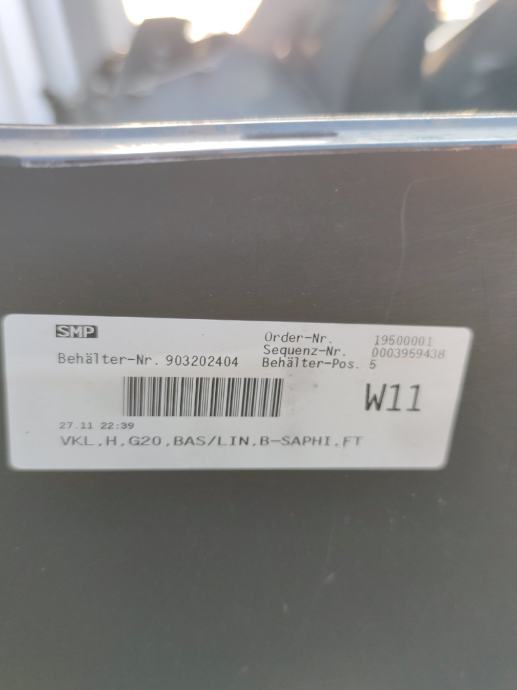 SMP
Order-Nr. 19500001
Sequenz-Nr. 0003959438
Behälter-Nr. 903202404 Behälter-Pos. 5
W11
27.11 22:39
VKL,H,G20,BAS/LIN,B-SAPHI,FT